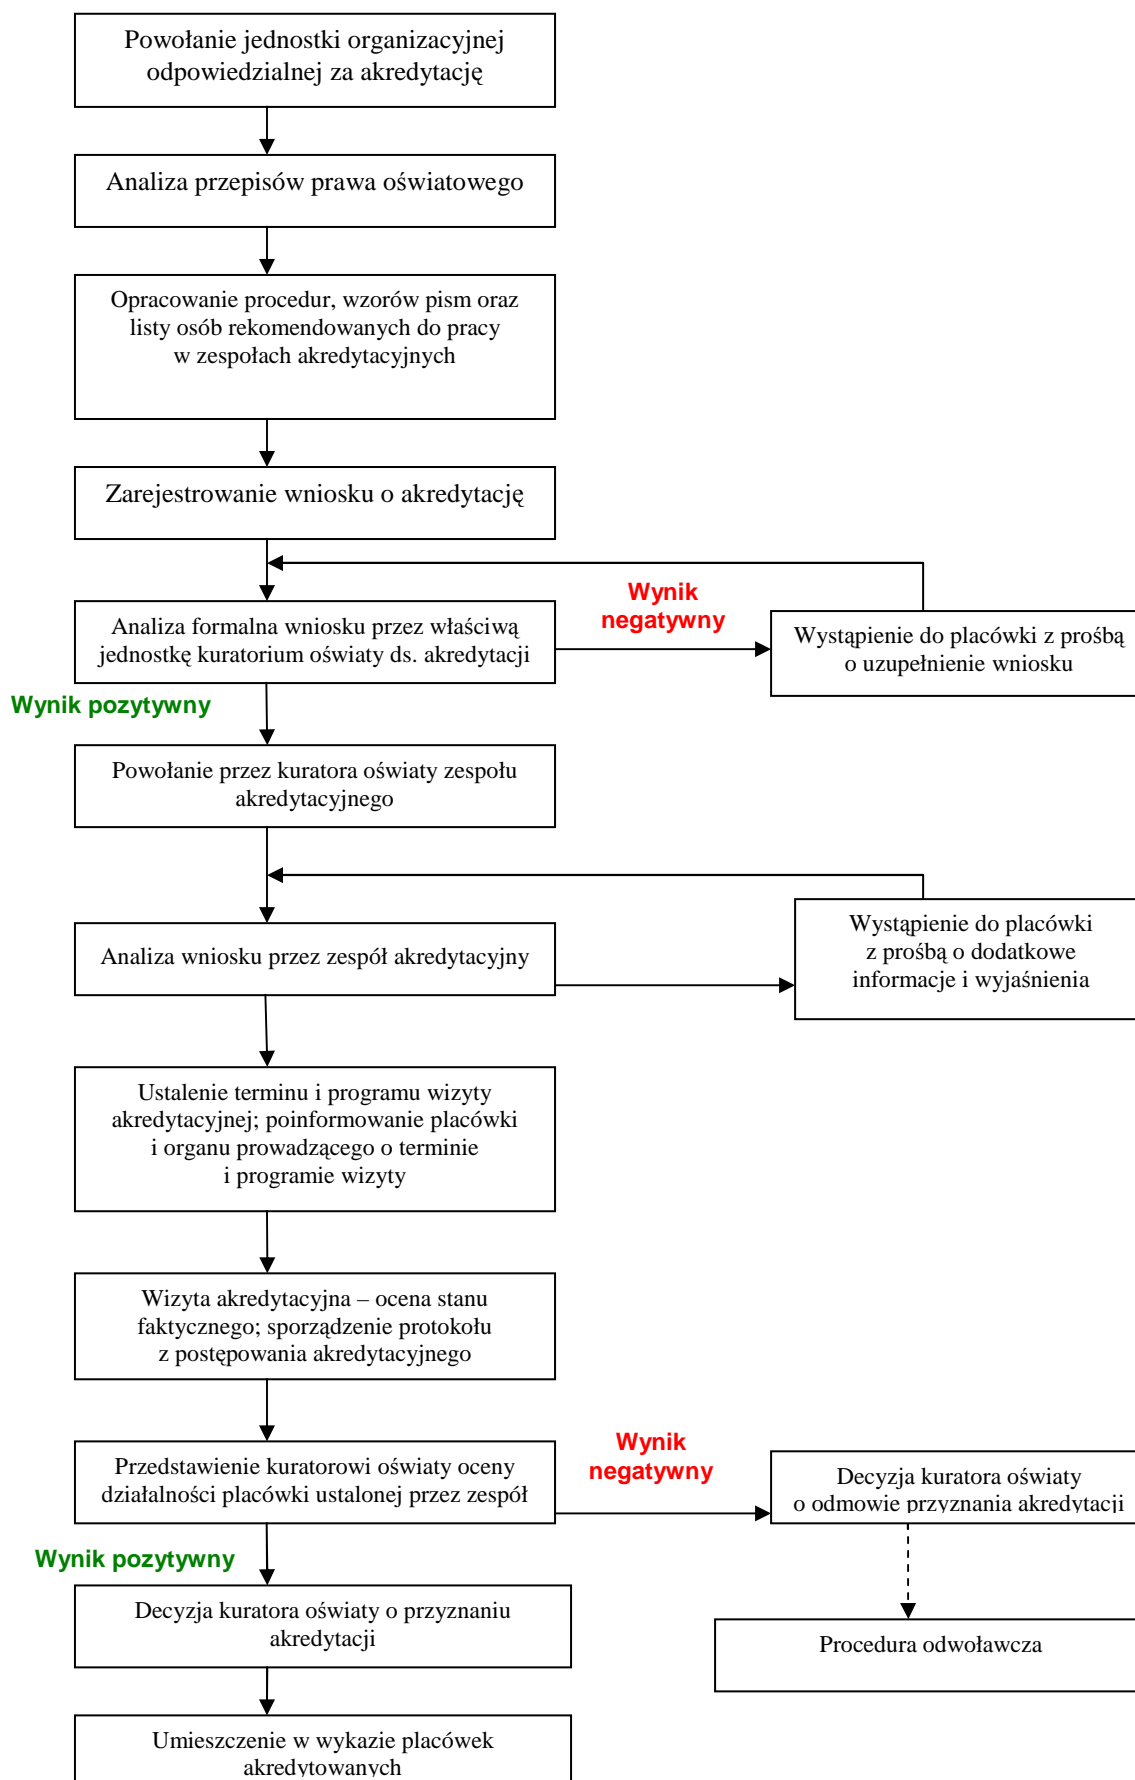 Powołanie jednostki organizacyjnej
odpowiedzialnej za akredytację
Analiza przepisów prawa oświatowego
Opracowanie procedur, wzorów pism oraz
listy osób rekomendowanych do pracy
w zespołach akredytacyjnych
Zarejestrowanie wniosku o akredytację
Analiza formalna wniosku przez właściwą
jednostkę kuratorium oświaty ds. akredytacji
Wynik
negatywny
Wystąpienie do placówki z prośbą
o uzupełnienie wniosku
Wynik pozytywny
Powołanie przez kuratora oświaty zespołu
akredytacyjnego
Analiza wniosku przez zespół akredytacyjny
Wystąpienie do placówki
z prośbą o dodatkowe
informacje i wyjaśnienia
Ustalenie terminu i programu wizyty
akredytacyjnej; poinformowanie placówki
i organu prowadzącego o terminie
i programie wizyty
Wizyta akredytacyjna – ocena stanu
faktycznego; sporządzenie protokołu
z postępowania akredytacyjnego
Przedstawienie kuratorowi oświaty oceny
działalności placówki ustalonej przez zespół
Wynik
negatywny
Decyzja kuratora oświaty
o odmowie przyznania akredytacji
Wynik pozytywny
Decyzja kuratora oświaty o przyznaniu
akredytacji
Procedura odwoławcza
Umieszczenie w wykazie placówek
akredytowanych